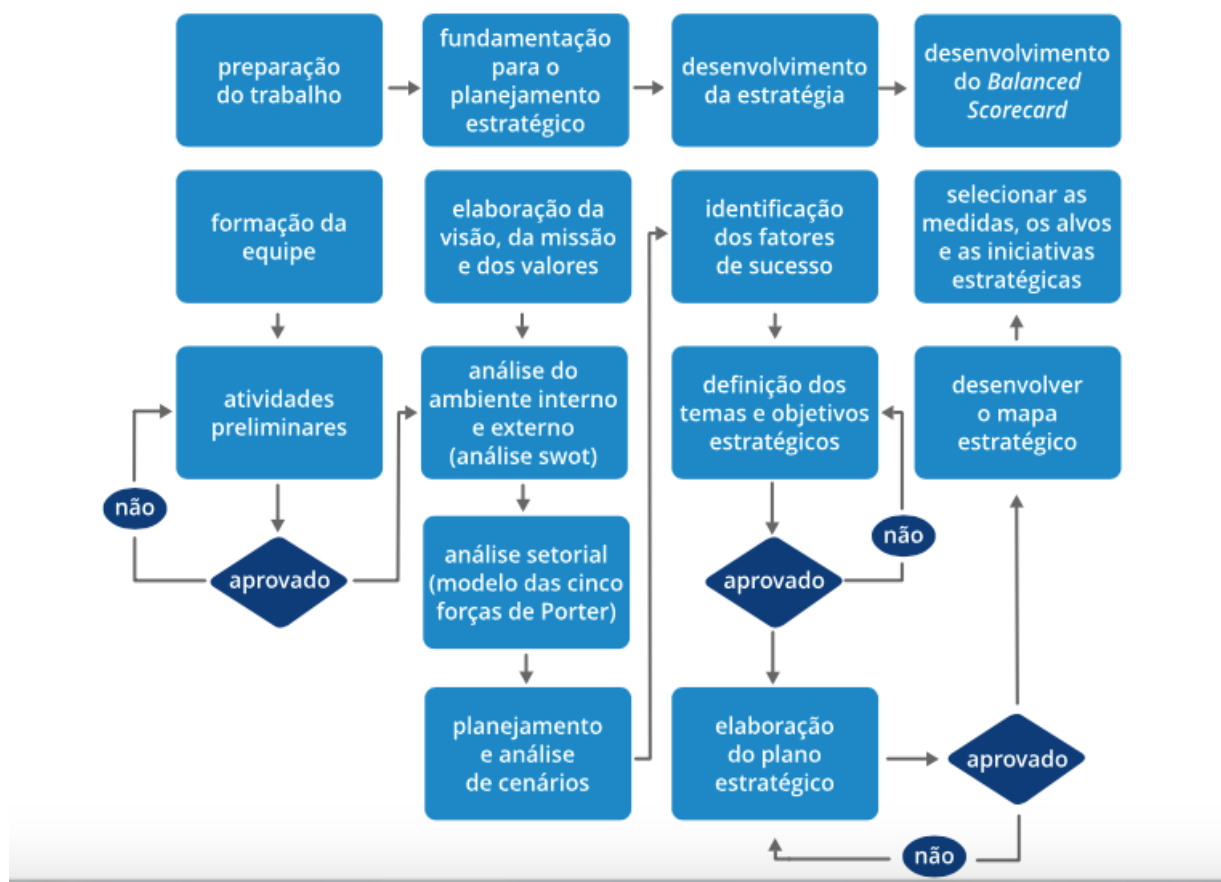 preparação
do trabalho
fundamentação
para o
planejamento
estratégico
desenvolvimento
da estratégia
desenvolvimento
do Balanced
Scorecard
formação da
equipe
elaboração da
visão, da missão
e dos valores
identificação
dos fatores
de sucesso
selecionar as
medidas, os alvos
e as iniciativas
estratégicas
atividades
preliminares
análise do
ambiente interno
e externo
(análise swot)
definição dos
temas e objetivos
estratégicos
desenvolver
o mapa
estratégico
não
aprovado
análise setorial
(modelo das cinco
forças de Porter)
não
aprovado
planejamento
e análise
de cenários
elaboração
do plano
estratégico
aprovado
não